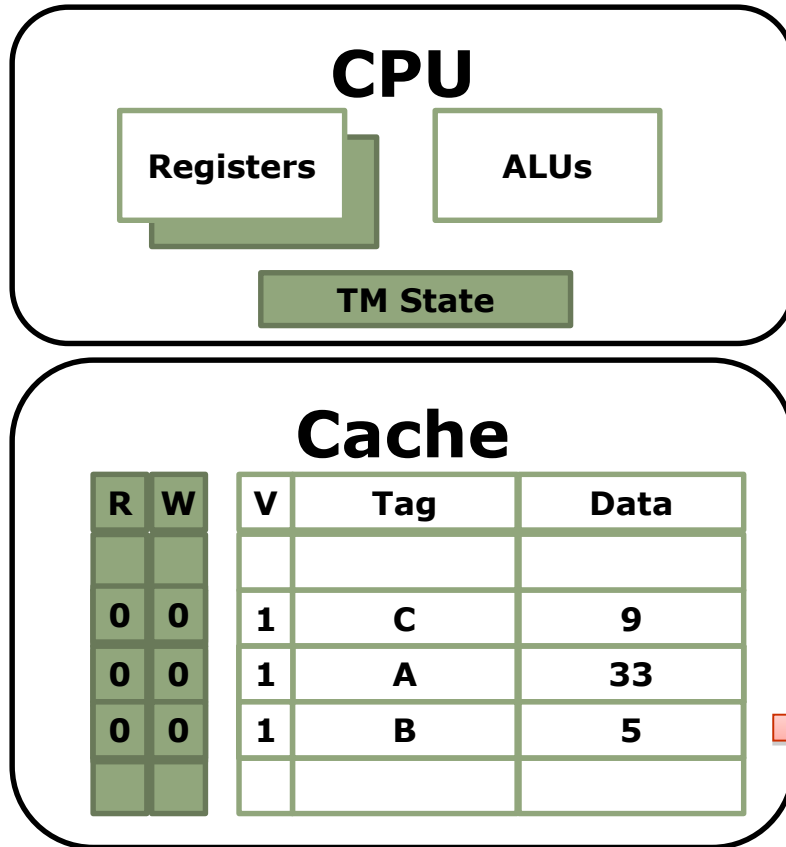 CPU
Registers ALUs
TM State
Cache
R W V Tag Data
0 0 1 C 9
0 0 1 A 33
0 0 1 B 5